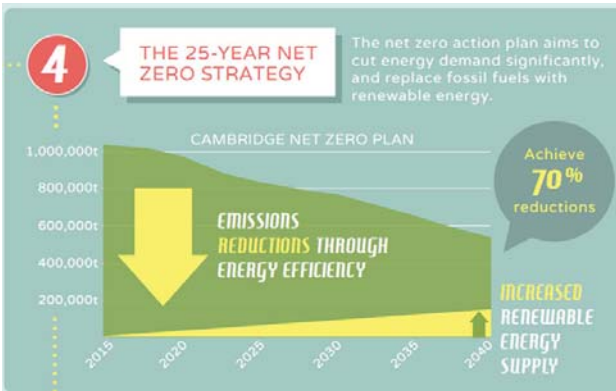 4
THE 25-YEAR NET
ZERO STRATEGY
The net zero action plan aims to
cut energy demand significantly,
and replace fossil fuels with
renewable energy.
CAMBRIDGE NET ZERO PLAN
1,000,000t
800,000t
600,000t
400,000t
200,000t
Achieve
70%
reductions
EMISSIONS
REDUCTIONS THROUGH
ENERGY EFFICIENCY
INCREASED
RENEWABLE
ENERGY
SUPPLY
2015
2020
2025
2030
2035
2040